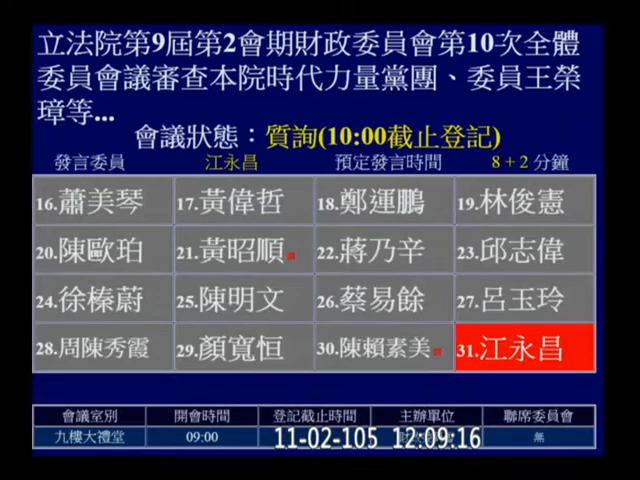 立法院第9屆第2會期財政委員會第10次全體
委員會議審查本院時代力量黨團、委員王榮
璋等...
會議狀態：質詢(10:00截止登記)
發言委員 江永昌 預定發言時間 8 + 2 分鐘
16.蕭美琴 17.黃偉哲 18.鄭運鵬 19.林俊憲
20.陳歐珀 21.黃昭順 22.蔣乃辛 23.邱志偉
24.徐榛蔚 25.陳明文 26.蔡易餘 27.呂玉玲
28.周陳秀霞 29.顏寬恒 30.陳賴素美 31.江永昌
會議室別 開會時間 登記截止時間 主辦單位 聯席委員會
九樓大禮堂 09:00 無
11-02-105 12:09:16